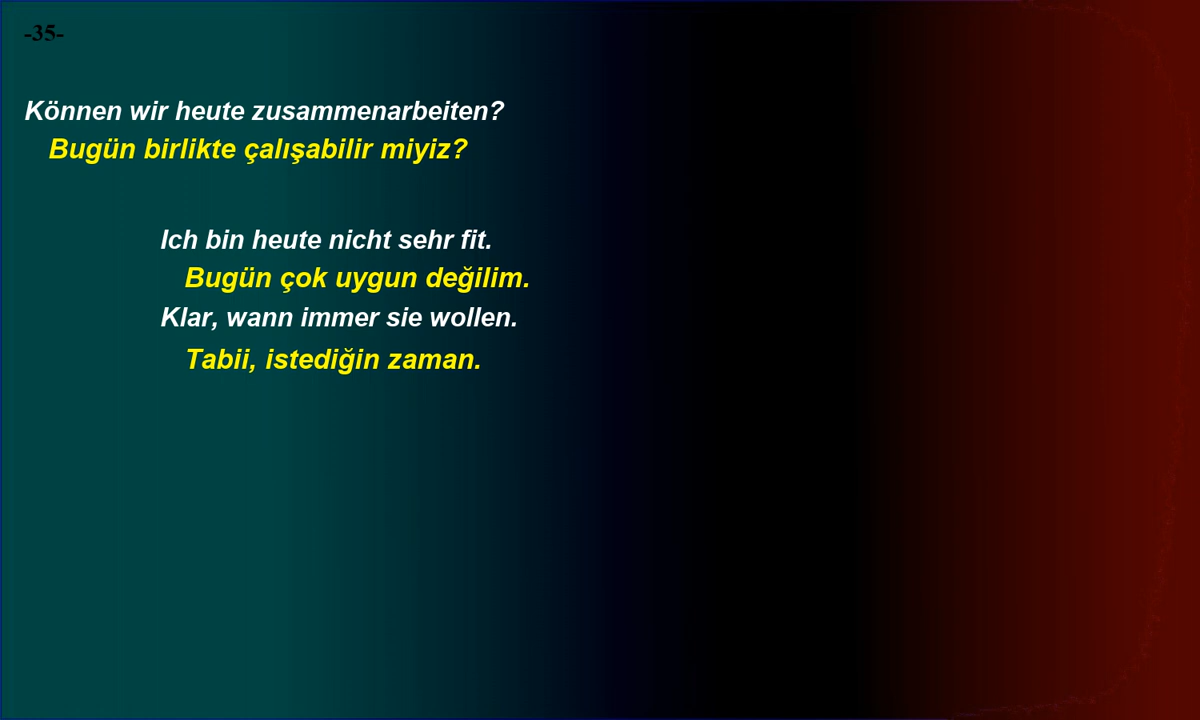 -35-
Können wir heute zusammenarbeiten?
Bugün birlikte çalışabilir miyiz?
Ich bin heute nicht sehr fit.
Bugün çok uygun değilim.
Klar, wann immer sie wollen.
Tabii, istediğin zaman.